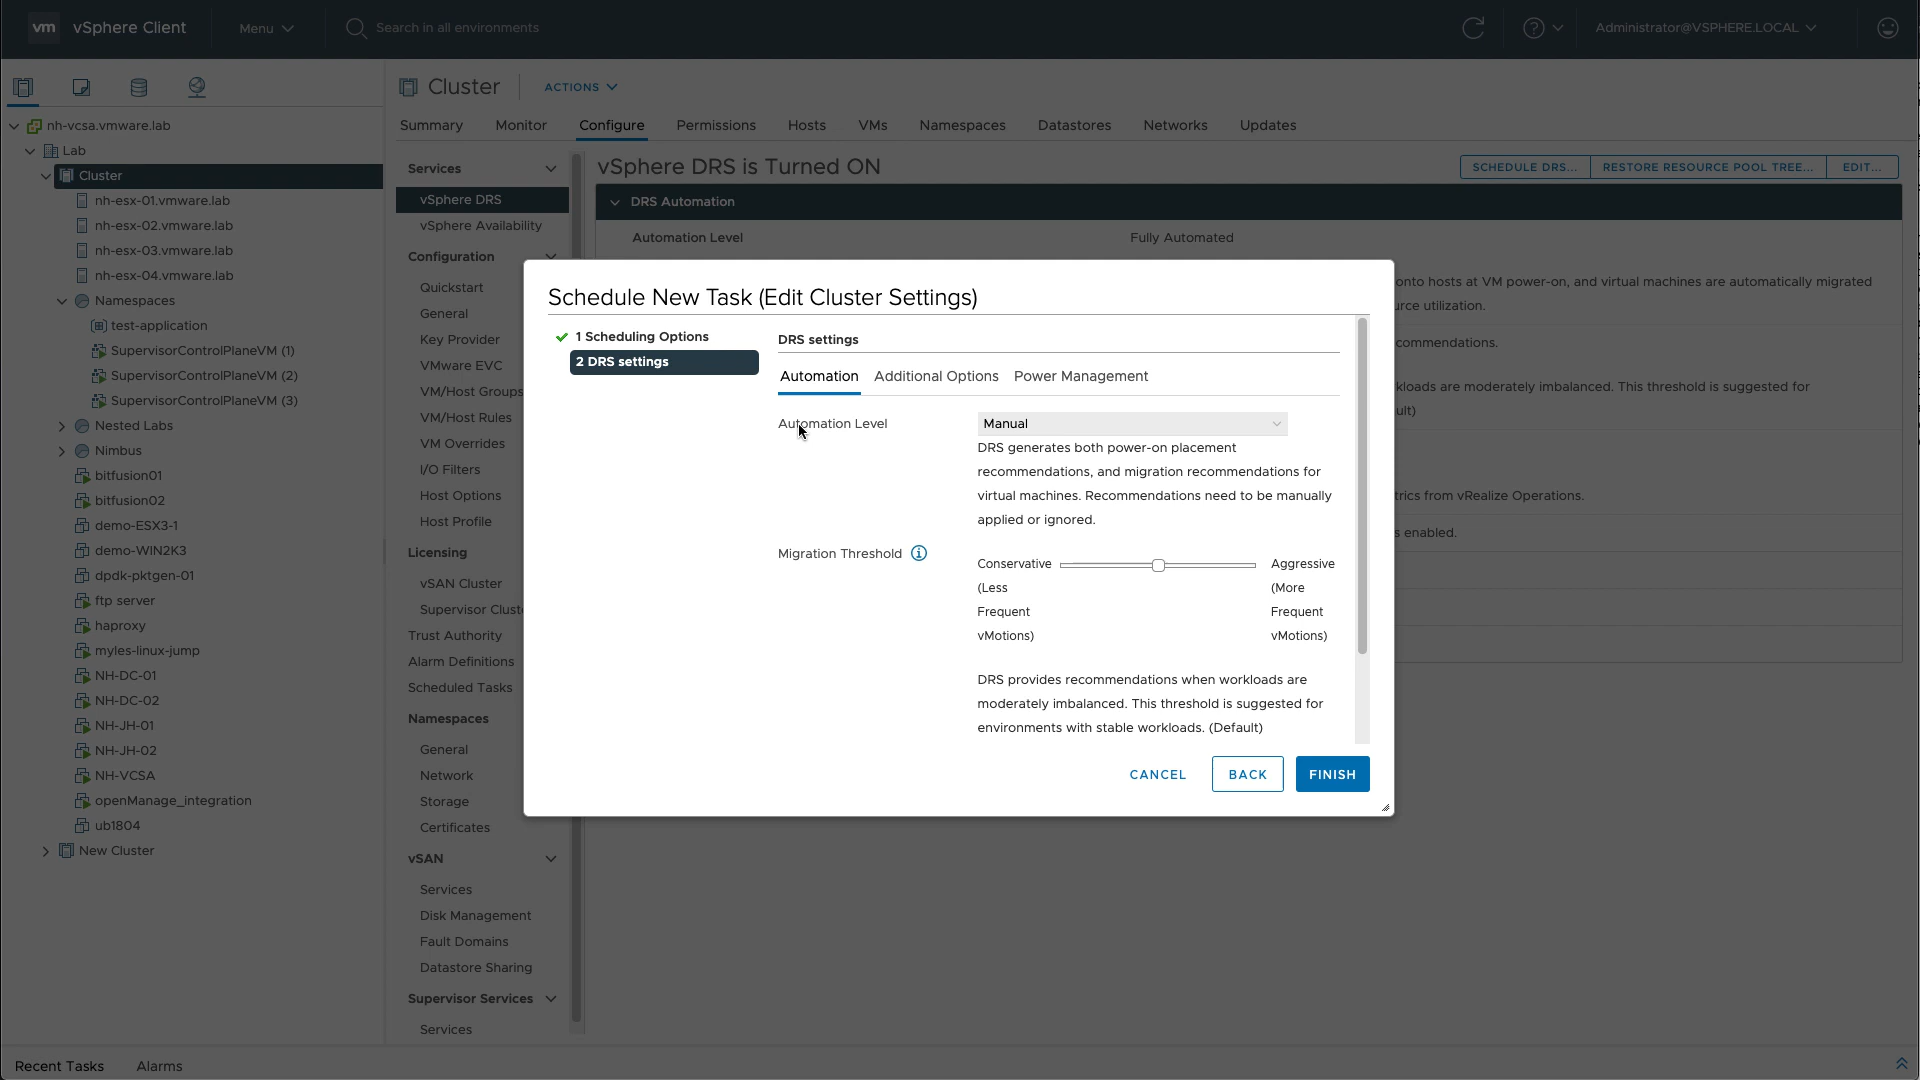 vm vSphere Client Menu Search in all environments Administrator@VSPHERE.LOCAL
nh-vcsa.vmware.lab
Lab
Cluster
nh-esx-01.vmware.lab
nh-esx-02.vmware.lab
nh-esx-03.vmware.lab
nh-esx-04.vmware.lab
Namespaces
test-application
SupervisorControlPlaneVM (1)
SupervisorControlPlaneVM (2)
SupervisorControlPlaneVM (3)
Nested Labs
Nimbus
bitfusion01
bitfusion02
demo-ESX3-1
demo-WIN2K3
dpdk-pktgen-01
ftp server
haproxy
myles-linux-jump
NH-DC-01
NH-DC-02
NH-JH-01
NH-JH-02
NH-VCSA
openManage_integration
ub1804
New Cluster
Cluster ACTIONS
Summary Monitor Configure Permissions Hosts VMs Namespaces Datastores Networks Updates
Services
vSphere DRS
vSphere Availability
Configuration
Quickstart
General
Key Provider
VMware EVC
VM/Host Groups
VM/Host Rules
VM Overrides
I/O Filters
Host Options
Host Profile
Licensing
vSAN Cluster
Supervisor Cluste
Trust Authority
Alarm Definitions
Scheduled Tasks
Namespaces
General
Network
Storage
Certificates
vSAN
Services
Disk Management
Fault Domains
Datastore Sharing
Supervisor Services
Services
vSphere DRS is Turned ON SCHEDULE DRS... RESTORE RESOURCE POOL TREE... EDIT...
DRS Automation
Automation Level Fully Automated
onto hosts at VM power-on, and virtual machines are automatically migrated
urce utilization.
commendations.
kloads are moderately imbalanced. This threshold is suggested for
ult)
trics from vRealize Operations.
s enabled.
Schedule New Task (Edit Cluster Settings)
1 Scheduling Options
2 DRS settings
DRS settings
Automation Additional Options Power Management
Automation Level Manual
DRS generates both power-on placement
recommendations, and migration recommendations for
virtual machines. Recommendations need to be manually
applied or ignored.
Migration Threshold
Conservative Aggressive
(Less (More
Frequent Frequent
vMotions) vMotions)
DRS provides recommendations when workloads are
moderately imbalanced. This threshold is suggested for
environments with stable workloads. (Default)
CANCEL BACK FINISH
Recent Tasks Alarms